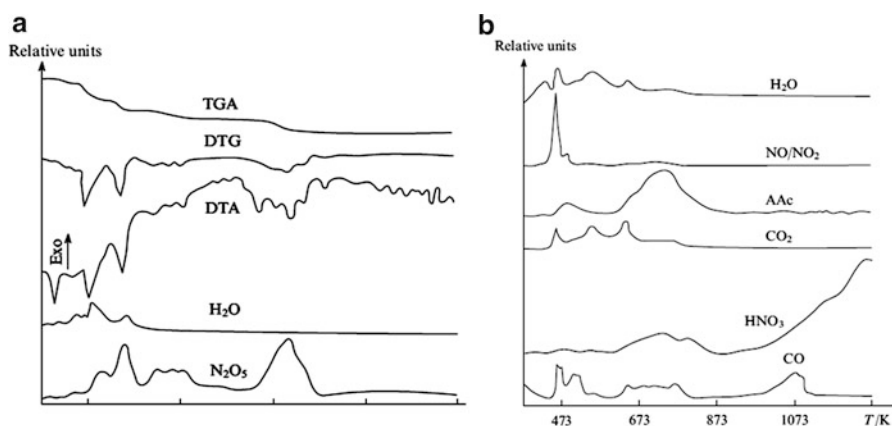 a
Relative units
TGA
DTG
DTA
Exo
H₂O
N₂O₅
b
Relative units
H₂O
NO/NO₂
AAc
CO₂
HNO₃
CO
473 673 873 1073 T/K